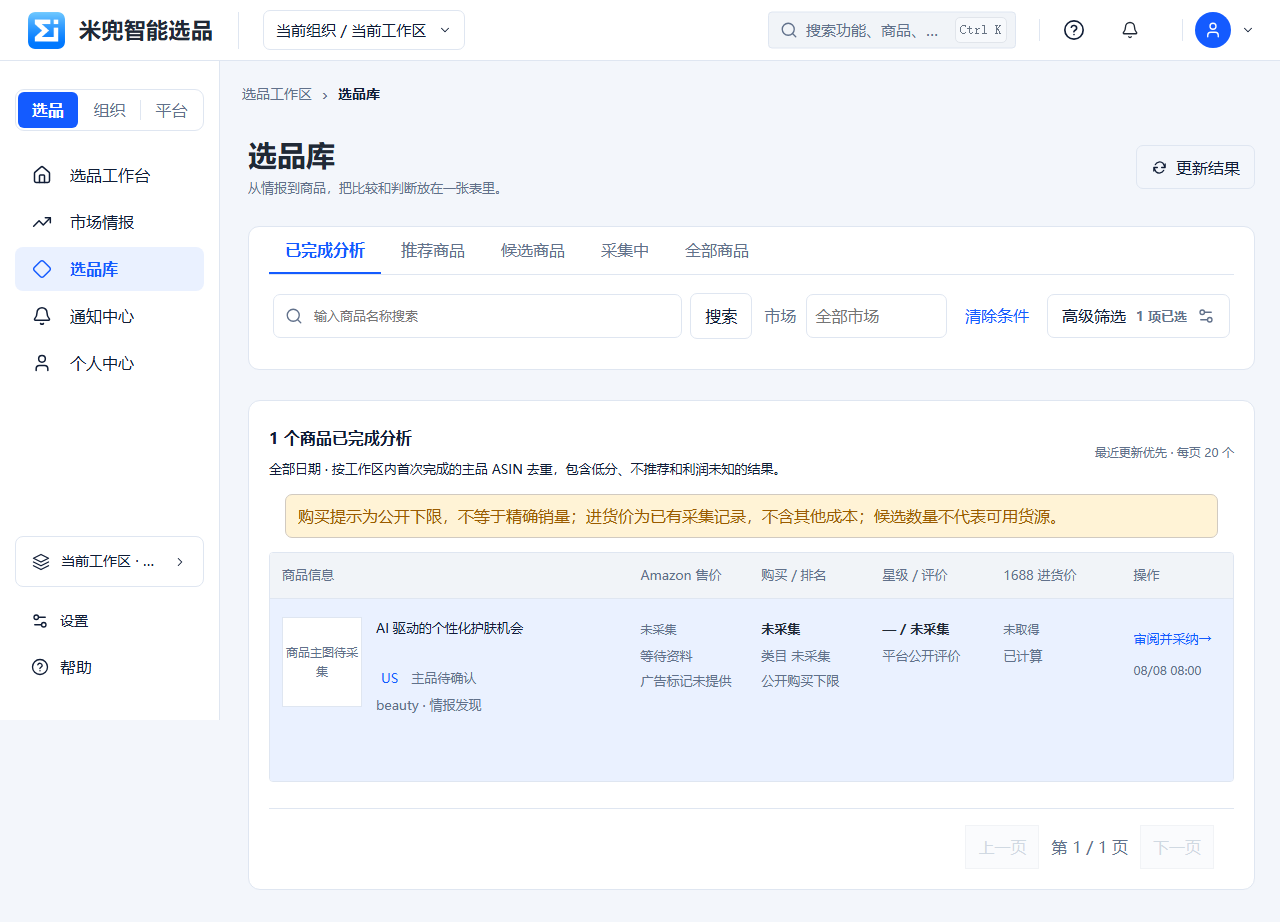 米兜智能选品
当前组织 / 当前工作区
搜索功能、商品、...
Ctrl K
选品
组织
平台
选品工作台
市场情报
选品库
通知中心
个人中心
当前工作区 · ...
设置
帮助
选品工作区 › 选品库
选品库
从情报到商品，把比较和判断放在一张表里。
更新结果
已完成分析
推荐商品
候选商品
采集中
全部商品
输入商品名称搜索
搜索
市场
全部市场
清除条件
高级筛选 1 项已选
1 个商品已完成分析
全部日期 · 按工作区内首次完成的主品 ASIN 去重，包含低分、不推荐和利润未知的结果。
最近更新优先 · 每页 20 个
购买提示为公开下限，不等于精确销量；进货价为已有采集记录，不含其他成本；候选数量不代表可用货源。
商品信息
Amazon 售价
购买 / 排名
星级 / 评价
1688 进货价
操作
商品主图待采
集
AI 驱动的个性化护肤机会
US 主品待确认
beauty · 情报发现
未采集
等待资料
广告标记未提供
未采集
类目 未采集
公开购买下限
— / 未采集
平台公开评价
未取得
已计算
审阅并采纳→
08/08 08:00
上一页
第 1 / 1 页
下一页